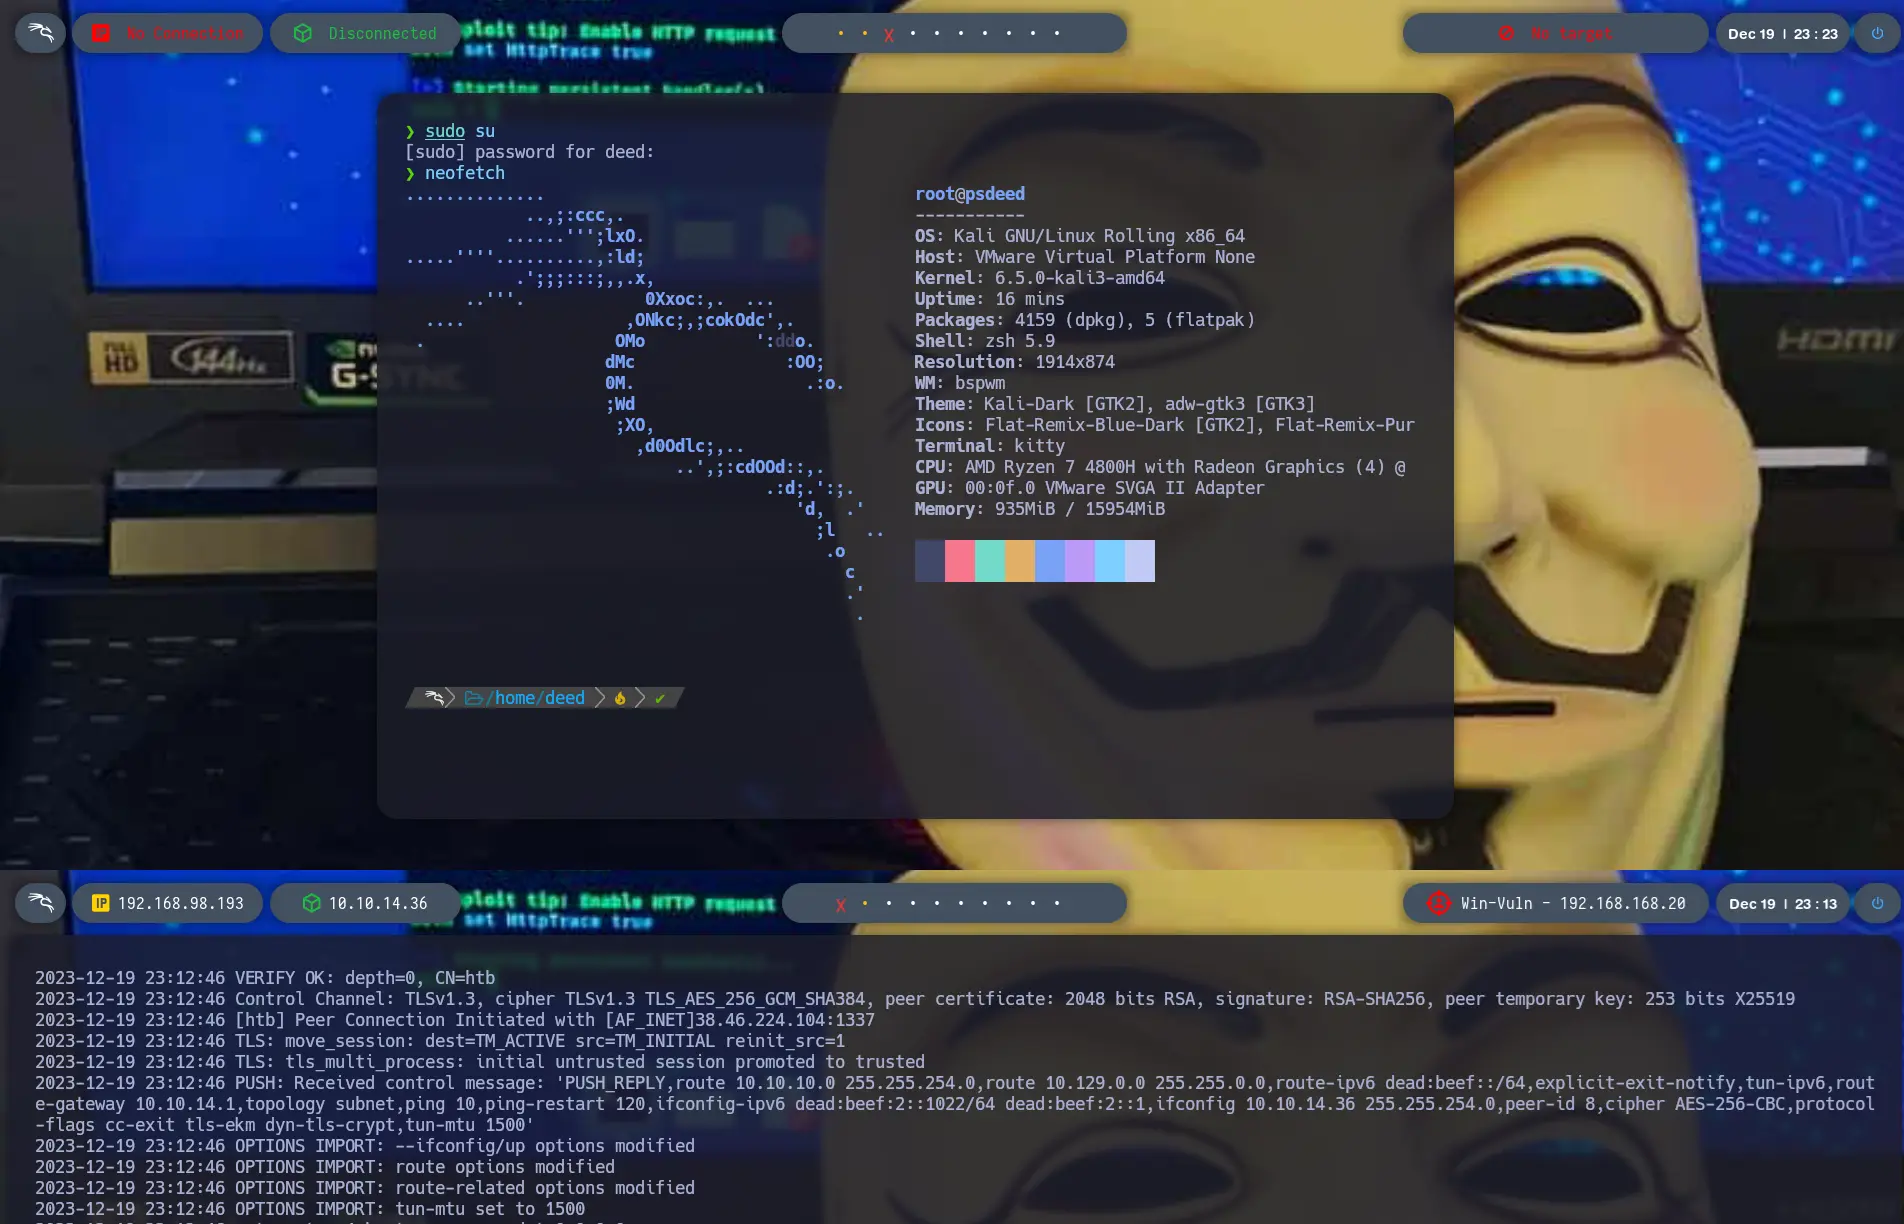 No Connection
Disconnected
No target
Dec 19 | 23 : 23
ploit tip: Enable HTTP request
set HttpTrace true
Starting persistent handler(s)
❯ sudo su
[sudo] password for deed:
❯ neofetch
root@psdeed
-----------
OS: Kali GNU/Linux Rolling x86_64
Host: VMware Virtual Platform None
Kernel: 6.5.0-kali3-amd64
Uptime: 16 mins
Packages: 4159 (dpkg), 5 (flatpak)
Shell: zsh 5.9
Resolution: 1914x874
WM: bspwm
Theme: Kali-Dark [GTK2], adw-gtk3 [GTK3]
Icons: Flat-Remix-Blue-Dark [GTK2], Flat-Remix-Pur
Terminal: kitty
CPU: AMD Ryzen 7 4800H with Radeon Graphics (4) @
GPU: 00:0f.0 VMware SVGA II Adapter
Memory: 935MiB / 15954MiB
FULL HD 144Hz
G-SYNC
HDMI
/home/deed
IP 192.168.98.193
10.10.14.36
Win-Vuln - 192.168.168.20
Dec 19 | 23 : 13
ploit tip: Enable HTTP request
set HttpTrace true
2023-12-19 23:12:46 VERIFY OK: depth=0, CN=htb
2023-12-19 23:12:46 Control Channel: TLSv1.3, cipher TLSv1.3 TLS_AES_256_GCM_SHA384, peer certificate: 2048 bits RSA, signature: RSA-SHA256, peer temporary key: 253 bits X25519
2023-12-19 23:12:46 [htb] Peer Connection Initiated with [AF_INET]38.46.224.104:1337
2023-12-19 23:12:46 TLS: move_session: dest=TM_ACTIVE src=TM_INITIAL reinit_src=1
2023-12-19 23:12:46 TLS: tls_multi_process: initial untrusted session promoted to trusted
2023-12-19 23:12:46 PUSH: Received control message: 'PUSH_REPLY,route 10.10.10.0 255.255.254.0,route 10.129.0.0 255.255.0.0,route-ipv6 dead:beef::/64,explicit-exit-notify,tun-ipv6,rout
e-gateway 10.10.14.1,topology subnet,ping 10,ping-restart 120,ifconfig-ipv6 dead:beef:2::1022/64 dead:beef:2::1,ifconfig 10.10.14.36 255.255.254.0,peer-id 8,cipher AES-256-CBC,protocol
-flags cc-exit tls-ekm dyn-tls-crypt,tun-mtu 1500'
2023-12-19 23:12:46 OPTIONS IMPORT: --ifconfig/up options modified
2023-12-19 23:12:46 OPTIONS IMPORT: route options modified
2023-12-19 23:12:46 OPTIONS IMPORT: route-related options modified
2023-12-19 23:12:46 OPTIONS IMPORT: tun-mtu set to 1500